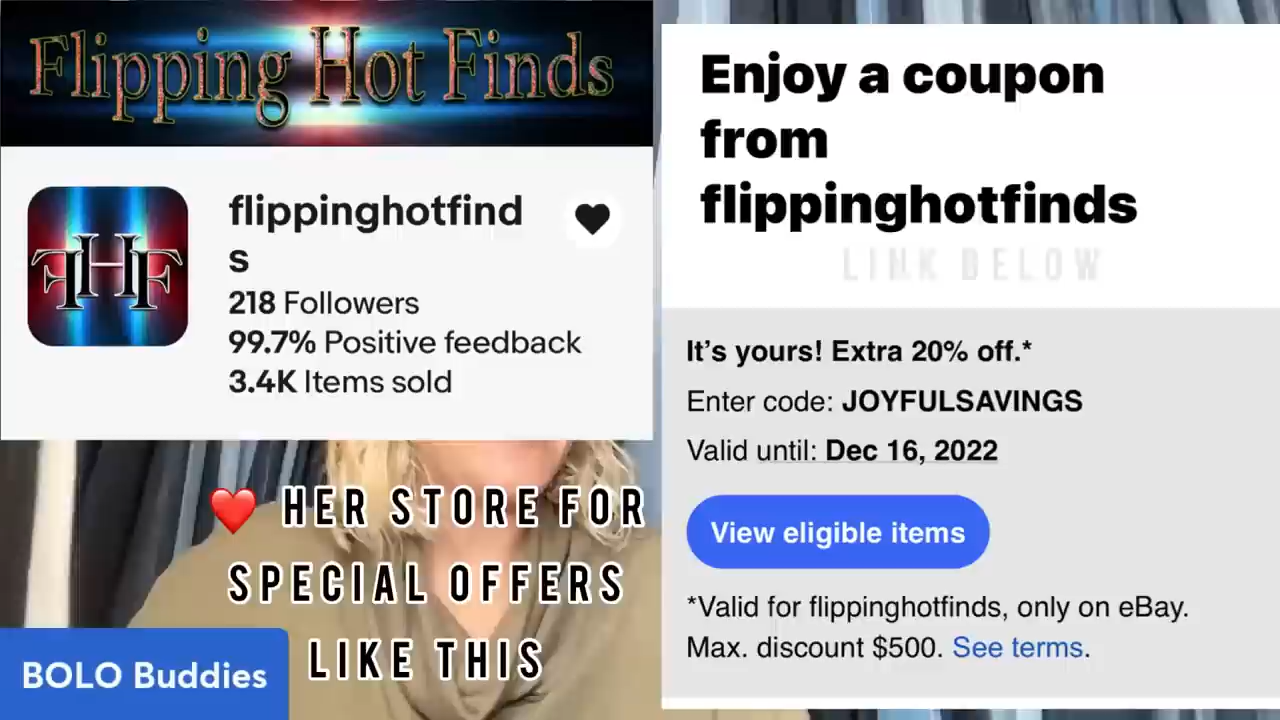 Flipping Hot Finds
FHF
flippinghotfind
s
218 Followers
99.7% Positive feedback
3.4K Items sold
❤️ HER STORE FOR
SPECIAL OFFERS
LIKE THIS
BOLO Buddies
Enjoy a coupon
from
flippinghotfinds
LINK BELOW
It's yours! Extra 20% off.*
Enter code: JOYFULSAVINGS
Valid until: Dec 16, 2022
View eligible items
*Valid for flippinghotfinds, only on eBay.
Max. discount $500. See terms.